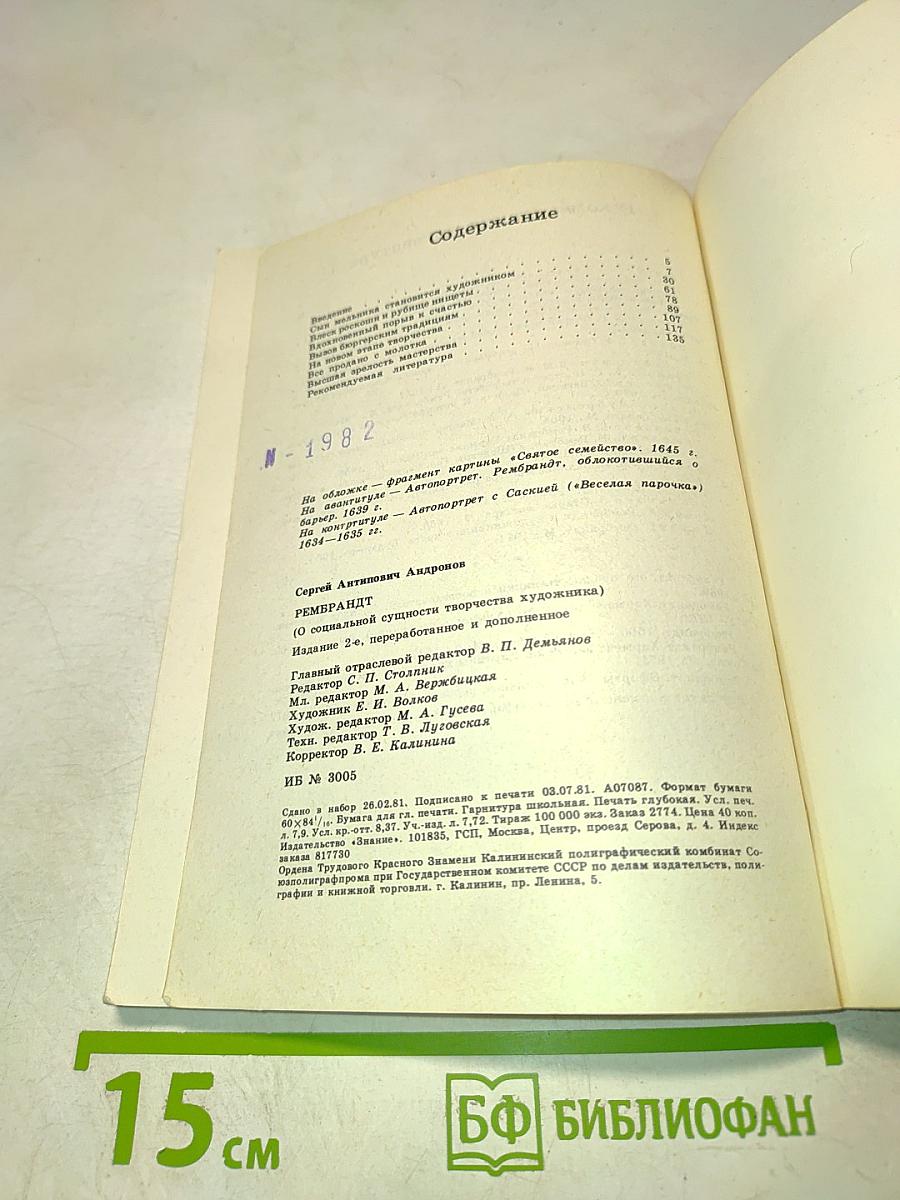 Содержание
Введение 5
Сын мельника становится художником 7
Блеск роскоши и рубище нищеты 30
Вдохновенный порыв к счастью 61
Вызов бюргерским традициям 78
На новом этапе творчества 89
Все продано с молотка 107
Высшая зрелость мастерства 117
Рекомендуемая литература 135
N - 1982
На обложке — фрагмент картины «Святое семейство». 1645 г.
На авантитуле — Автопортрет. Рембрандт, облокотившийся о
барьер. 1639 г.
На контртитуле — Автопортрет с Саскией («Веселая парочка»)
1634—1635 гг.
Сергей Антипович Андронов
РЕМБРАНДТ
(О социальной сущности творчества художника)
Издание 2-е, переработанное и дополненное
Главный отраслевой редактор В. П. Демьянов
Редактор С. П. Столпник
Мл. редактор М. А. Вержбицкая
Художник Е. И. Волков
Худож. редактор М. А. Гусева
Техн. редактор Т. В. Луговская
Корректор В. Е. Калинина
ИБ № 3005
Сдано в набор 26.02.81. Подписано к печати 03.07.81. А07087. Формат бумаги
60×84 1/16. Бумага для гл. печати. Гарнитура школьная. Печать глубокая. Усл. печ.
л. 7,9. Усл. кр.-отт. 8,37. Уч.-изд. л. 7,72. Тираж 100 000 экз. Заказ 2774. Цена 40 коп.
Издательство «Знание». 101835, ГСП, Москва, Центр, проезд Серова, д. 4. Индекс
заказа 817730
Ордена Трудового Красного Знамени Калининский полиграфический комбинат Со-
юзполиграфпрома при Государственном комитете СССР по делам издательств, поли-
графии и книжной торговли. г. Калинин, пр. Ленина, 5.
15 см
БФ БИБЛИОФАН